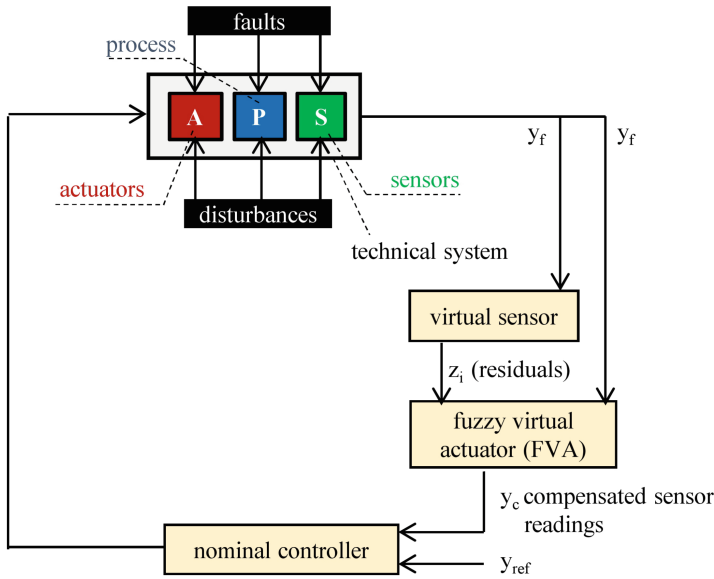 faults
process
A P S
y_f y_f
actuators
sensors
disturbances
technical system
virtual sensor
z_i (residuals)
fuzzy virtual
actuator (FVA)
y_c compensated sensor
readings
nominal controller
y_ref